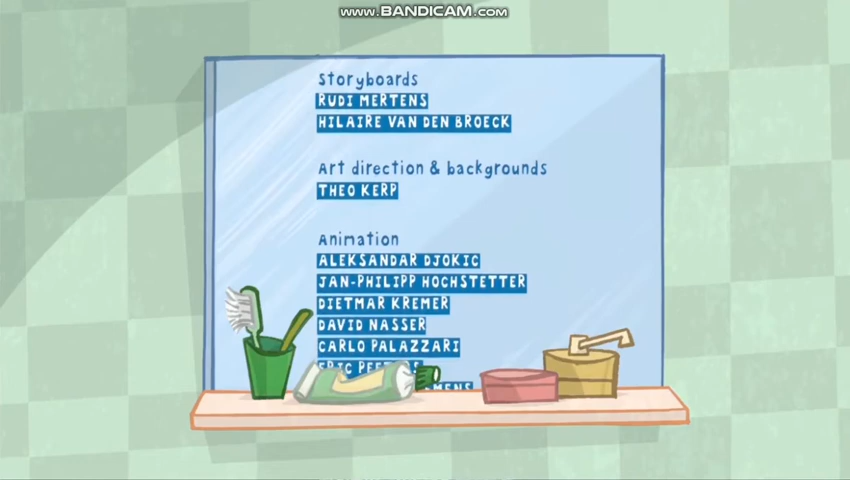 www.BANDICAM.com
Storyboards
RUDI MERTENS
HILAIRE VAN DEN BROECK
Art direction & backgrounds
THEO KERP
Animation
ALEKSANDAR DJOKIC
JAN-PHILIPP HOCHSTETTER
DIETMAR KREMER
DAVID NASSER
CARLO PALAZZARI
ERIC